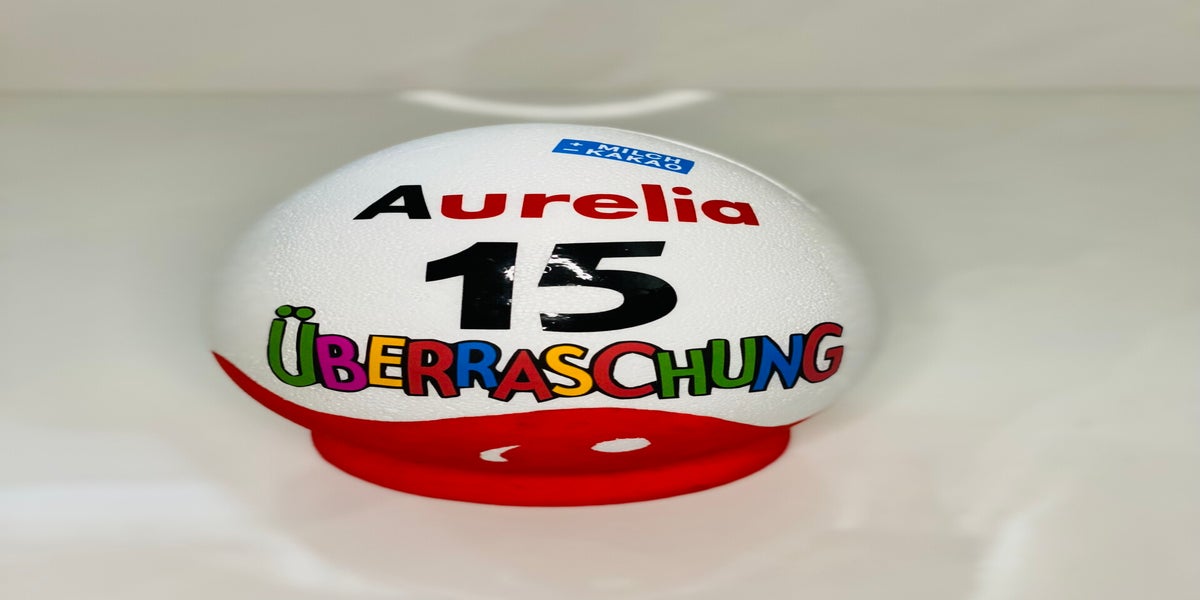 + MILCH
− KAKAO
Aurelia
15
ÜBERRASCHUNG